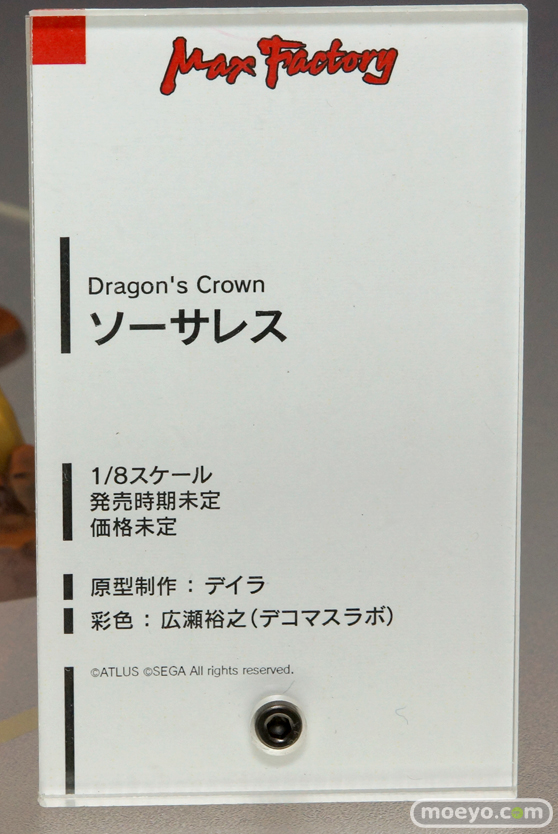 Max Factory
Dragon's Crown
ソーサレス
1/8スケール
発売時期未定
価格未定
原型制作：デイラ
彩色：広瀬裕之(デコマスラボ)
©ATLUS ©SEGA All rights reserved.
moeyo.com